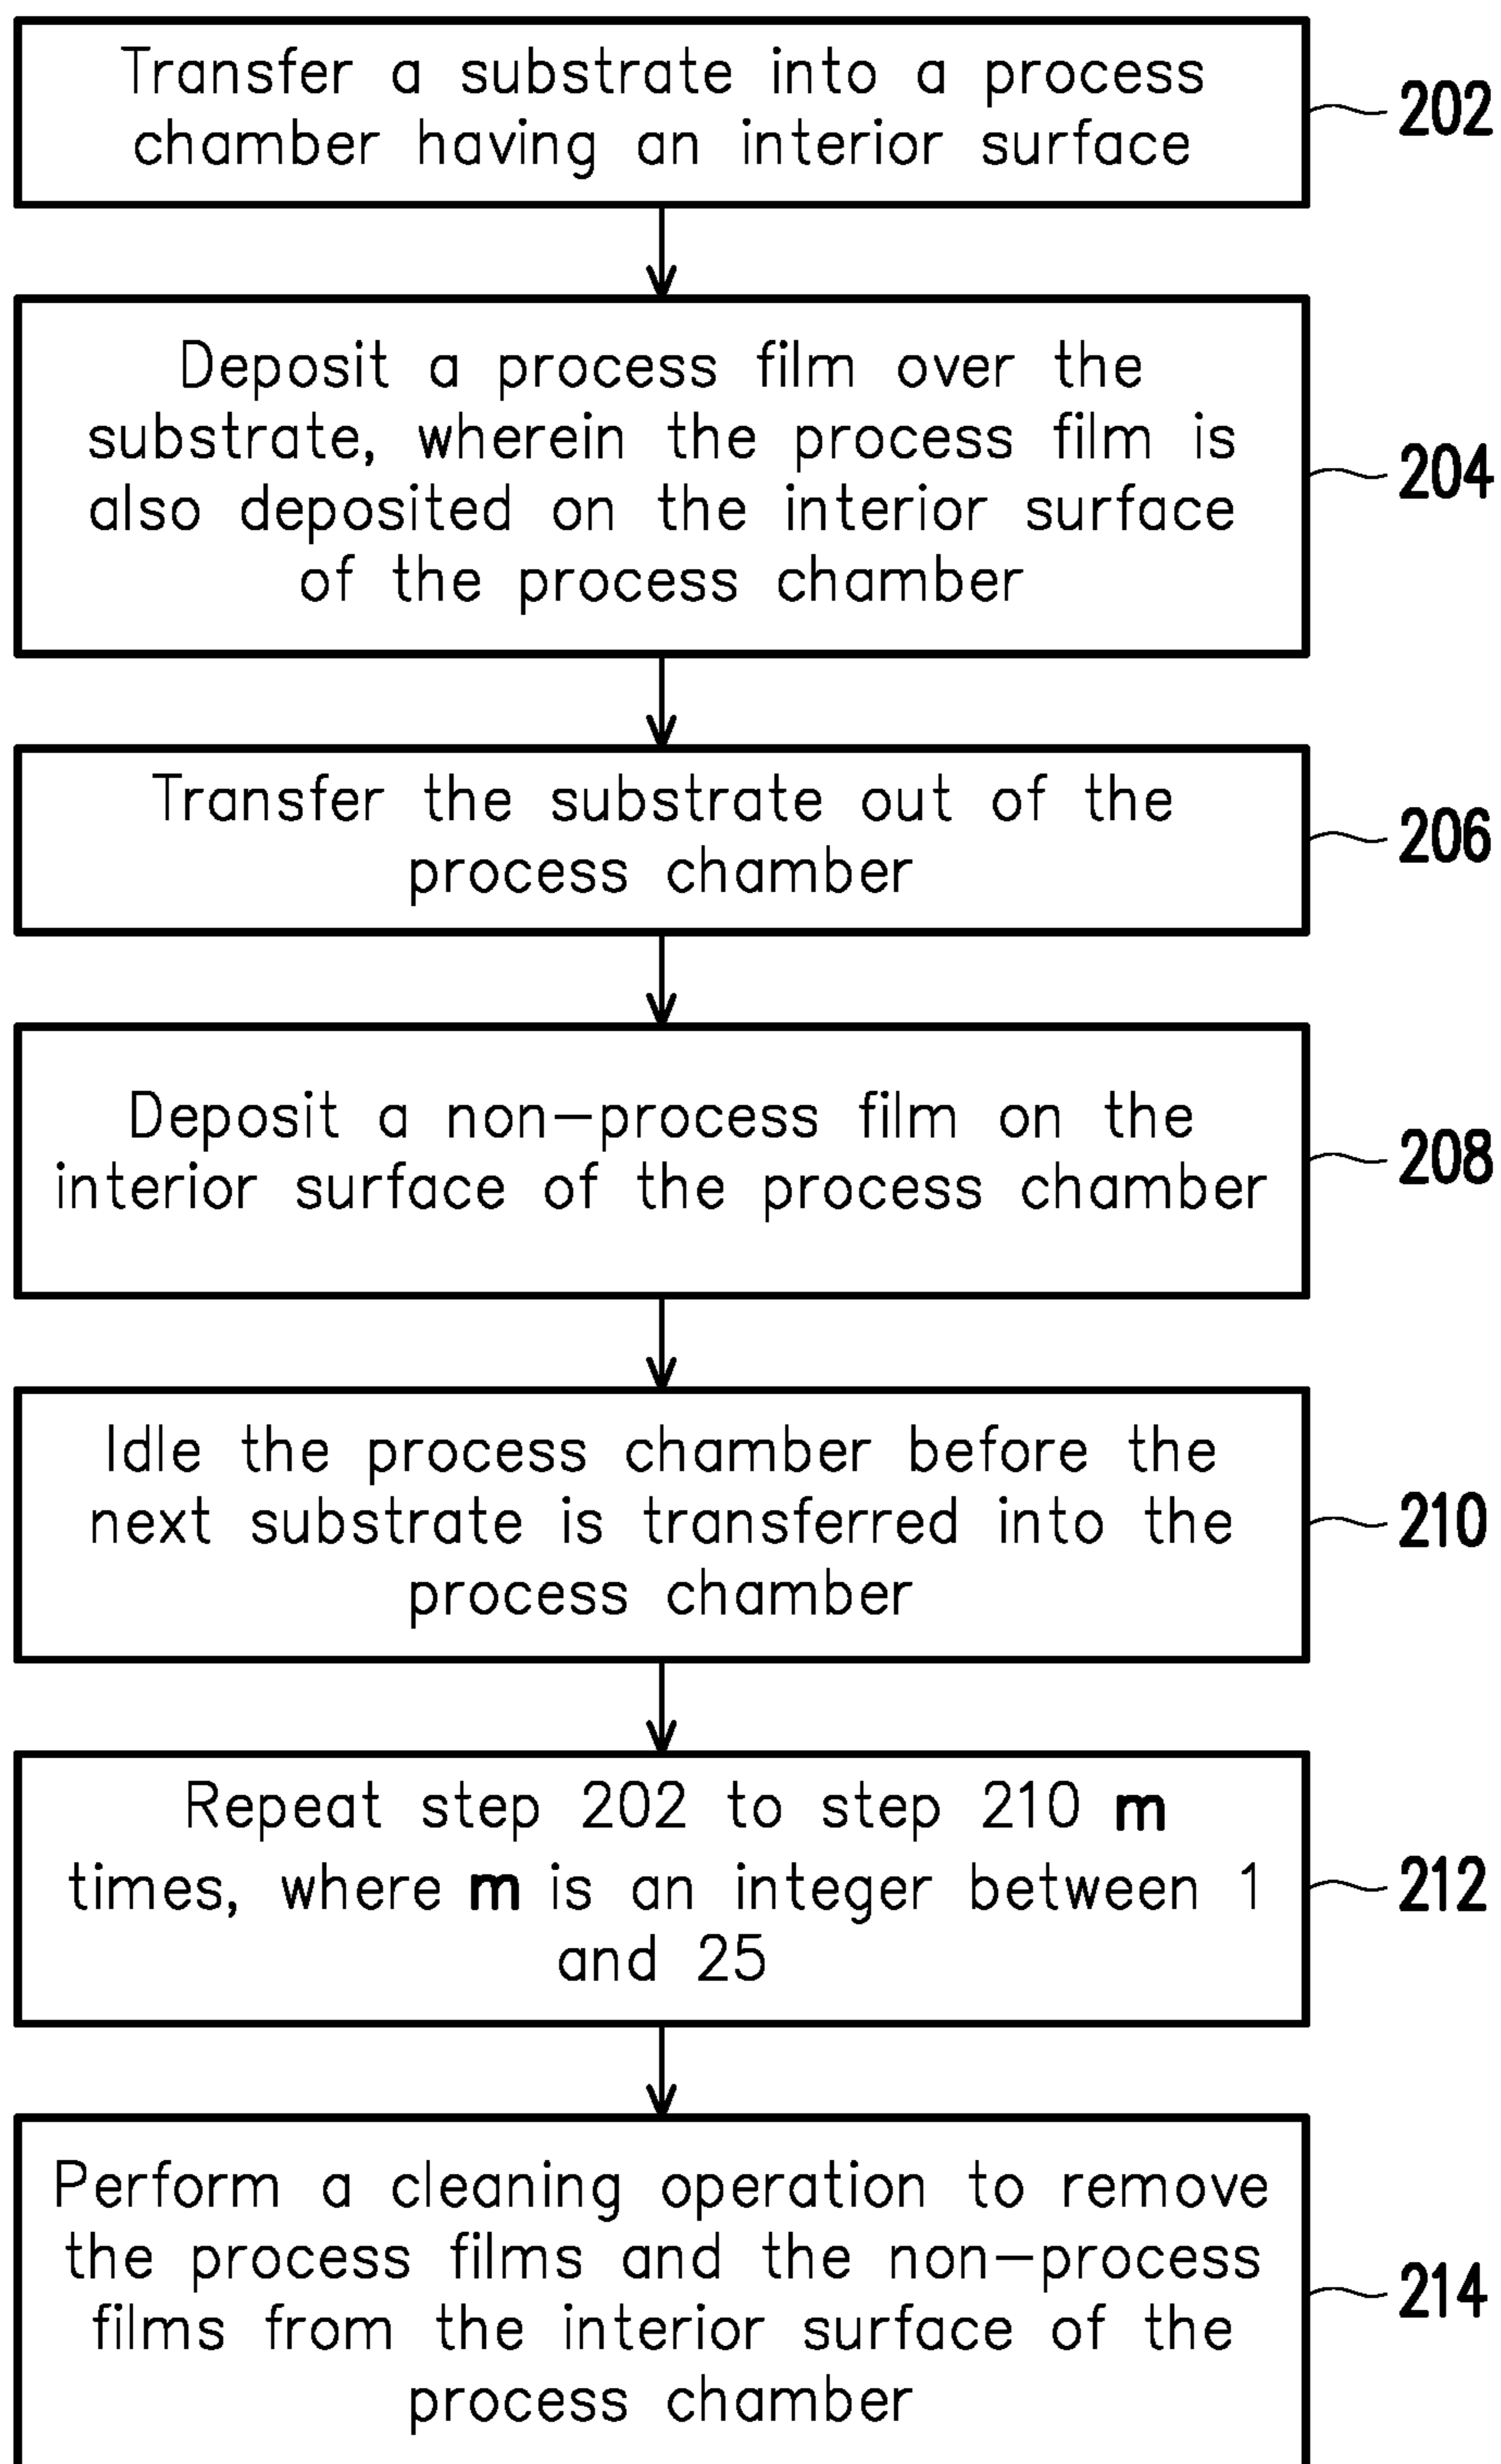 Transfer a substrate into a process
chamber having an interior surface
202
Deposit a process film over the
substrate, wherein the process film is
also deposited on the interior surface
of the process chamber
204
Transfer the substrate out of the
process chamber
206
Deposit a non-process film on the
interior surface of the process chamber
208
Idle the process chamber before the
next substrate is transferred into the
process chamber
210
Repeat step 202 to step 210 m
times, where m is an integer between 1
and 25
212
Perform a cleaning operation to remove
the process films and the non-process
films from the interior surface of the
process chamber
214